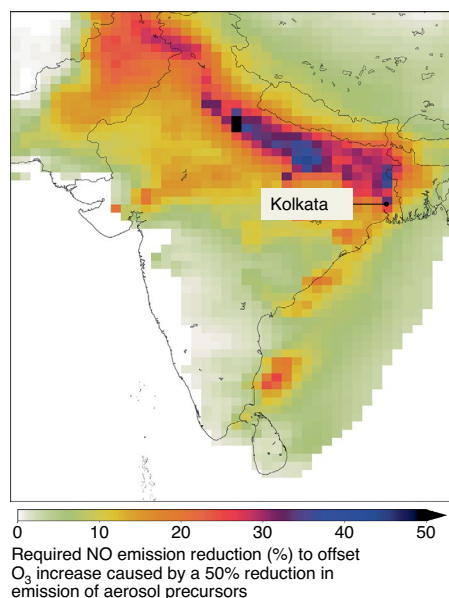 Kolkata
0 10 20 30 40 50
Required NO emission reduction (%) to offset
O₃ increase caused by a 50% reduction in
emission of aerosol precursors